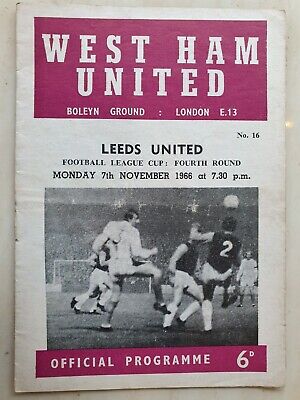 WEST HAM
UNITED
BOLEYN GROUND : LONDON E.13
No. 16
LEEDS UNITED
FOOTBALL LEAGUE CUP: FOURTH ROUND
MONDAY 7th NOVEMBER 1966 at 7.30 p.m.
2
OFFICIAL PROGRAMME 6D